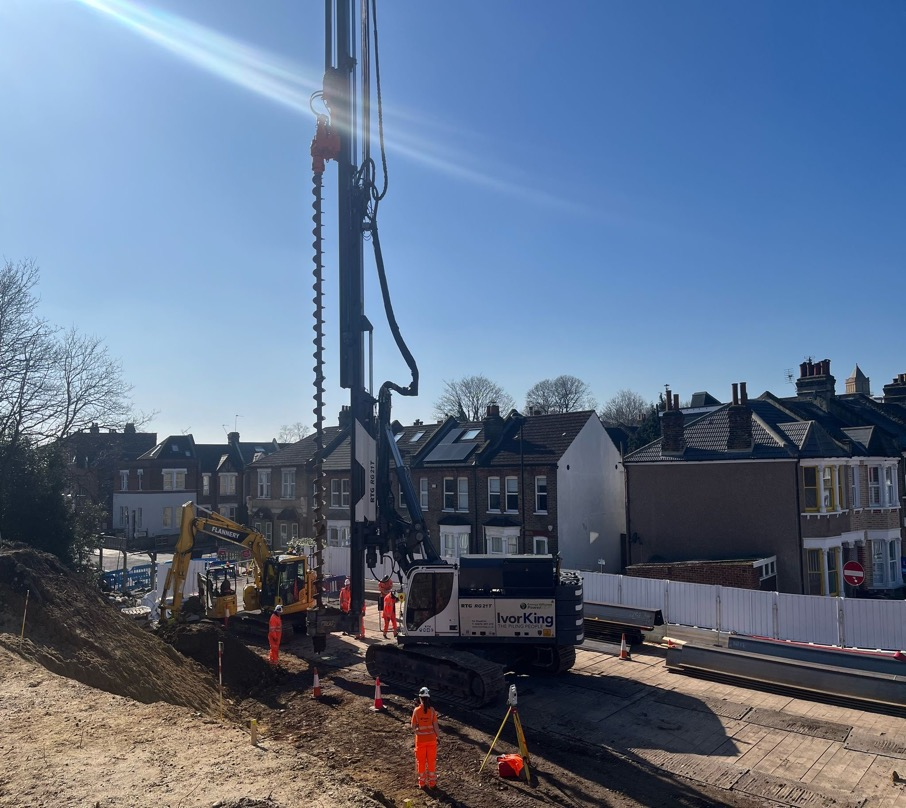 FLANNERY
RTG RG 21T
RTG RG 21T
IvorKing
THE PILING PEOPLE